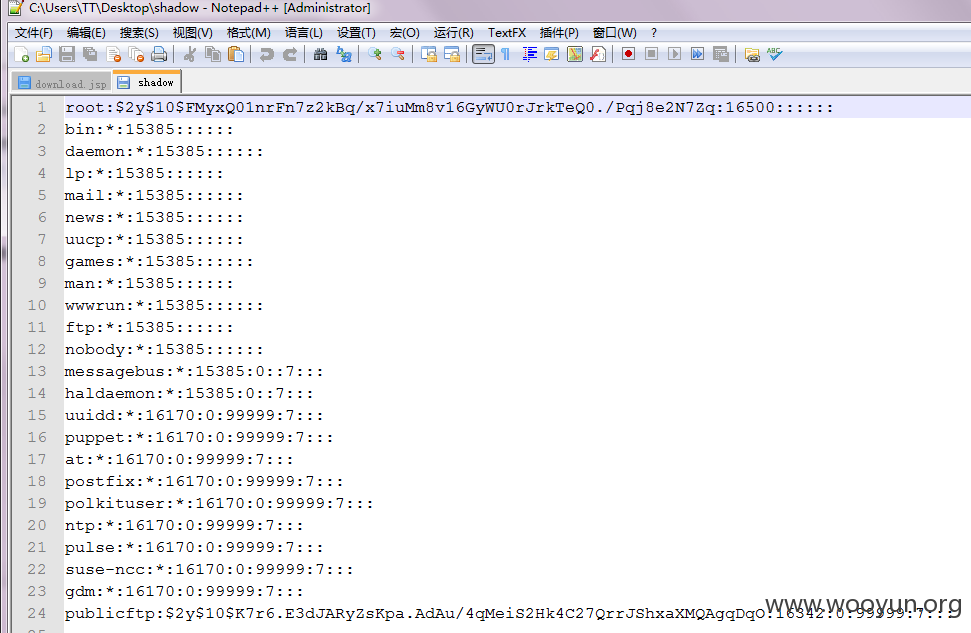 C:\Users\TT\Desktop\shadow - Notepad++ [Administrator]
文件(F) 编辑(E) 搜索(S) 视图(V) 格式(M) 语言(L) 设置(T) 宏(O) 运行(R) TextFX 插件(P) 窗口(W) ?
download.jsp shadow
1 root:$2y$10$FMyxQ01nrFn7z2kBq/x7iuMm8v16GyWU0rJrkTeQ0./Pqj8e2N7Zq:16500::::::
2 bin:*:15385::::::
3 daemon:*:15385::::::
4 lp:*:15385::::::
5 mail:*:15385::::::
6 news:*:15385::::::
7 uucp:*:15385::::::
8 games:*:15385::::::
9 man:*:15385::::::
10 wwwrun:*:15385::::::
11 ftp:*:15385::::::
12 nobody:*:15385::::::
13 messagebus:*:15385:0::7:::
14 haldaemon:*:15385:0::7:::
15 uuidd:*:16170:0:99999:7:::
16 puppet:*:16170:0:99999:7:::
17 at:*:16170:0:99999:7:::
18 postfix:*:16170:0:99999:7:::
19 polkituser:*:16170:0:99999:7:::
20 ntp:*:16170:0:99999:7:::
21 pulse:*:16170:0:99999:7:::
22 suse-ncc:*:16170:0:99999:7:::
23 gdm:*:16170:0:99999:7:::
24 publicftp:$2y$10$K7r6.E3dJARyZsKpa.AdAu/4qMeiS2Hk4C27QrrJShxaXMQAgqDqO:16342:0:99999:7:::
www.wooyun.org